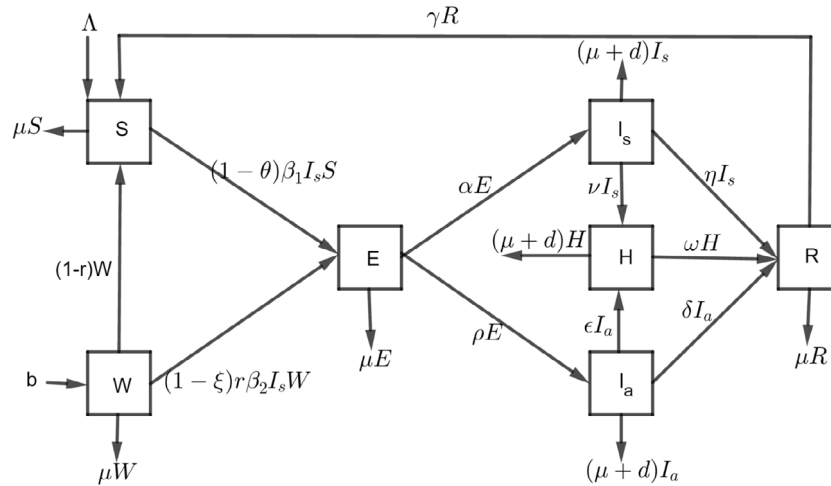 γR
Λ
(μ + d)I_s
μS
S
I_s
(1 − θ)β_1I_sS
αE
νI_s
ηI_s
(1-r)W
E
(μ + d)H
H
ωH
R
b
W
(1 − ξ)rβ_2I_sW
μE
ρE
ϵI_a
δI_a
μR
I_a
μW
(μ + d)I_a